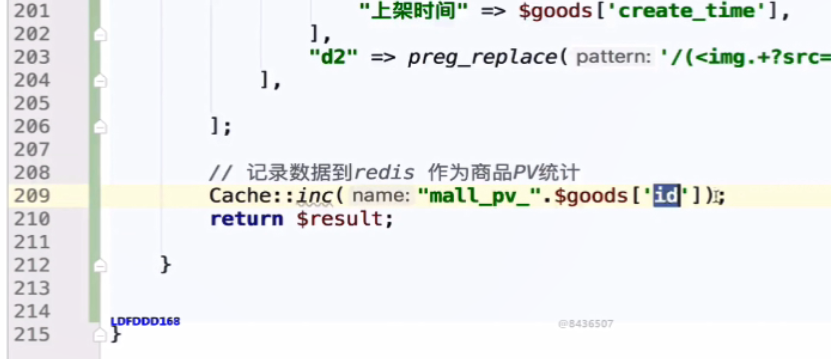 201 "上架时间" => $goods['create_time'],
202 ],
203 "d2" => preg_replace( pattern: '/(<img.+?src=
204 ],
205
206 ];
207
208 // 记录数据到redis 作为商品PV统计
209 Cache::inc( name: "mall_pv_".$goods['id']);
210 return $result;
211
212 }
213
214
LDFDDD168
@8436507
215 }